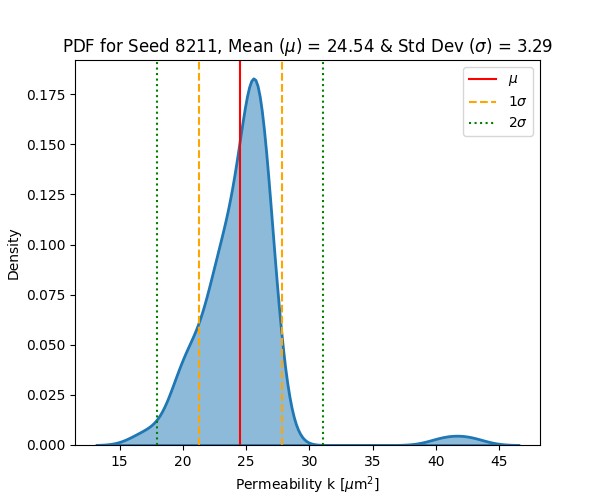 PDF for Seed 8211, Mean (μ) = 24.54 & Std Dev (σ) = 3.29
μ
1σ
2σ
0.175
0.150
0.125
0.100
0.075
0.050
0.025
0.000
Density
15 20 25 30 35 40 45
Permeability k [μm²]